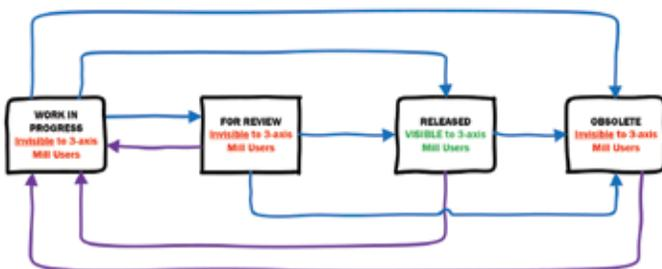 WORK IN
PROGRESS
Invisible to 3-axis
Mill Users
FOR REVIEW
Invisible to 3-axis
Mill Users
RELEASED
VISIBLE to 3-axis
Mill Users
OBSOLETE
Invisible to 3-axis
Mill Users